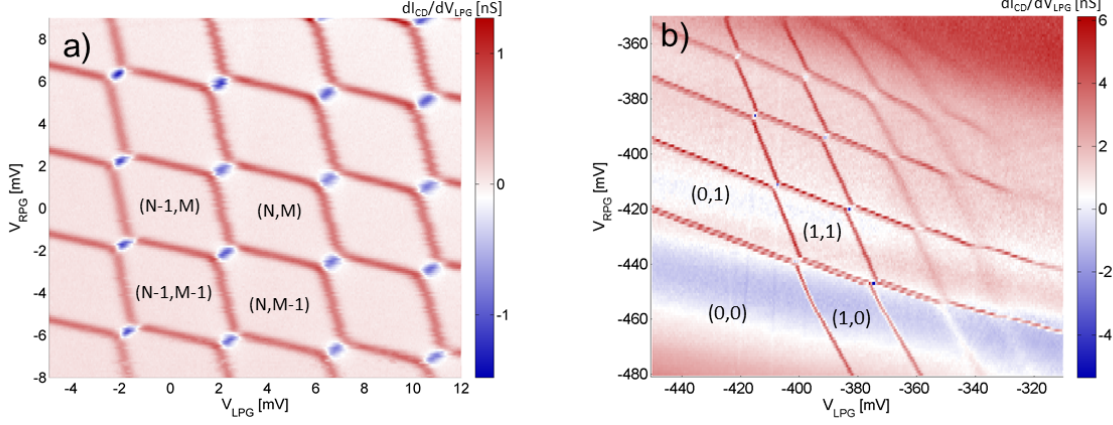 dI_CD/dV_LPG [nS]
a)
8
6
4
2
0
-2
-4
-6
-8
V_RPG [mV]
(N-1,M)
(N,M)
(N-1,M-1)
(N,M-1)
-4 -2 0 2 4 6 8 10 12
V_LPG [mV]
1
0
-1
dI_CD/dV_LPG [nS]
b)
-360
-380
-400
-420
-440
-460
-480
V_RPG [mV]
(0,1)
(1,1)
(0,0)
(1,0)
-440 -420 -400 -380 -360 -340 -320
V_LPG [mV]
6
4
2
0
-2
-4